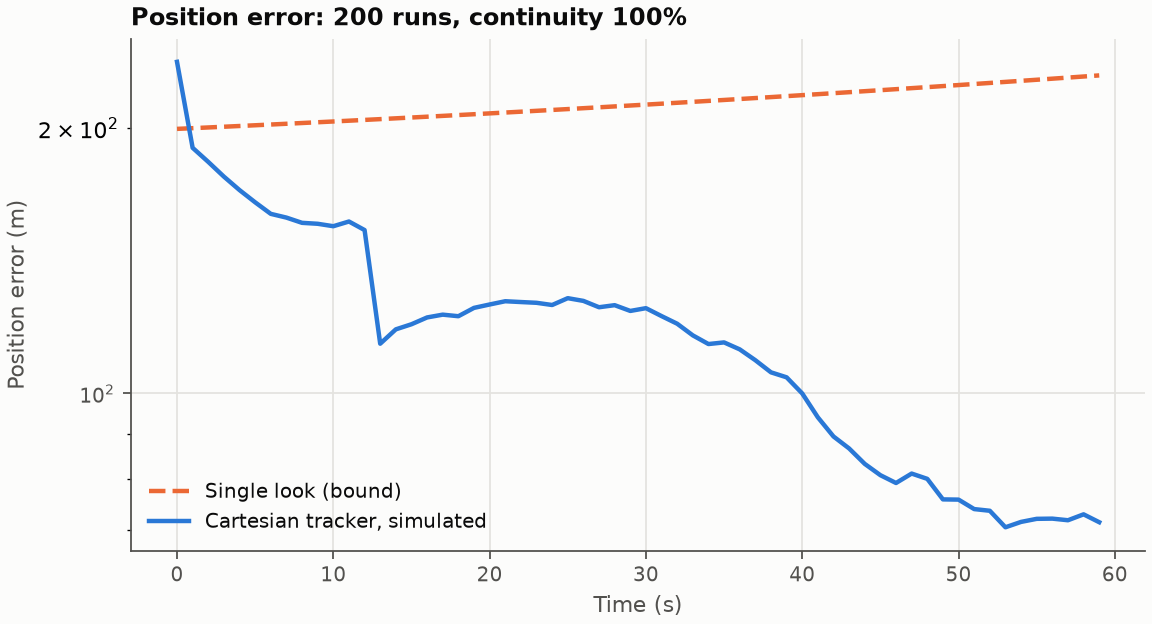 Position error: 200 runs, continuity 100%
Position error (m)
2 × 10²
10²
Single look (bound)
Cartesian tracker, simulated
0 10 20 30 40 50 60
Time (s)